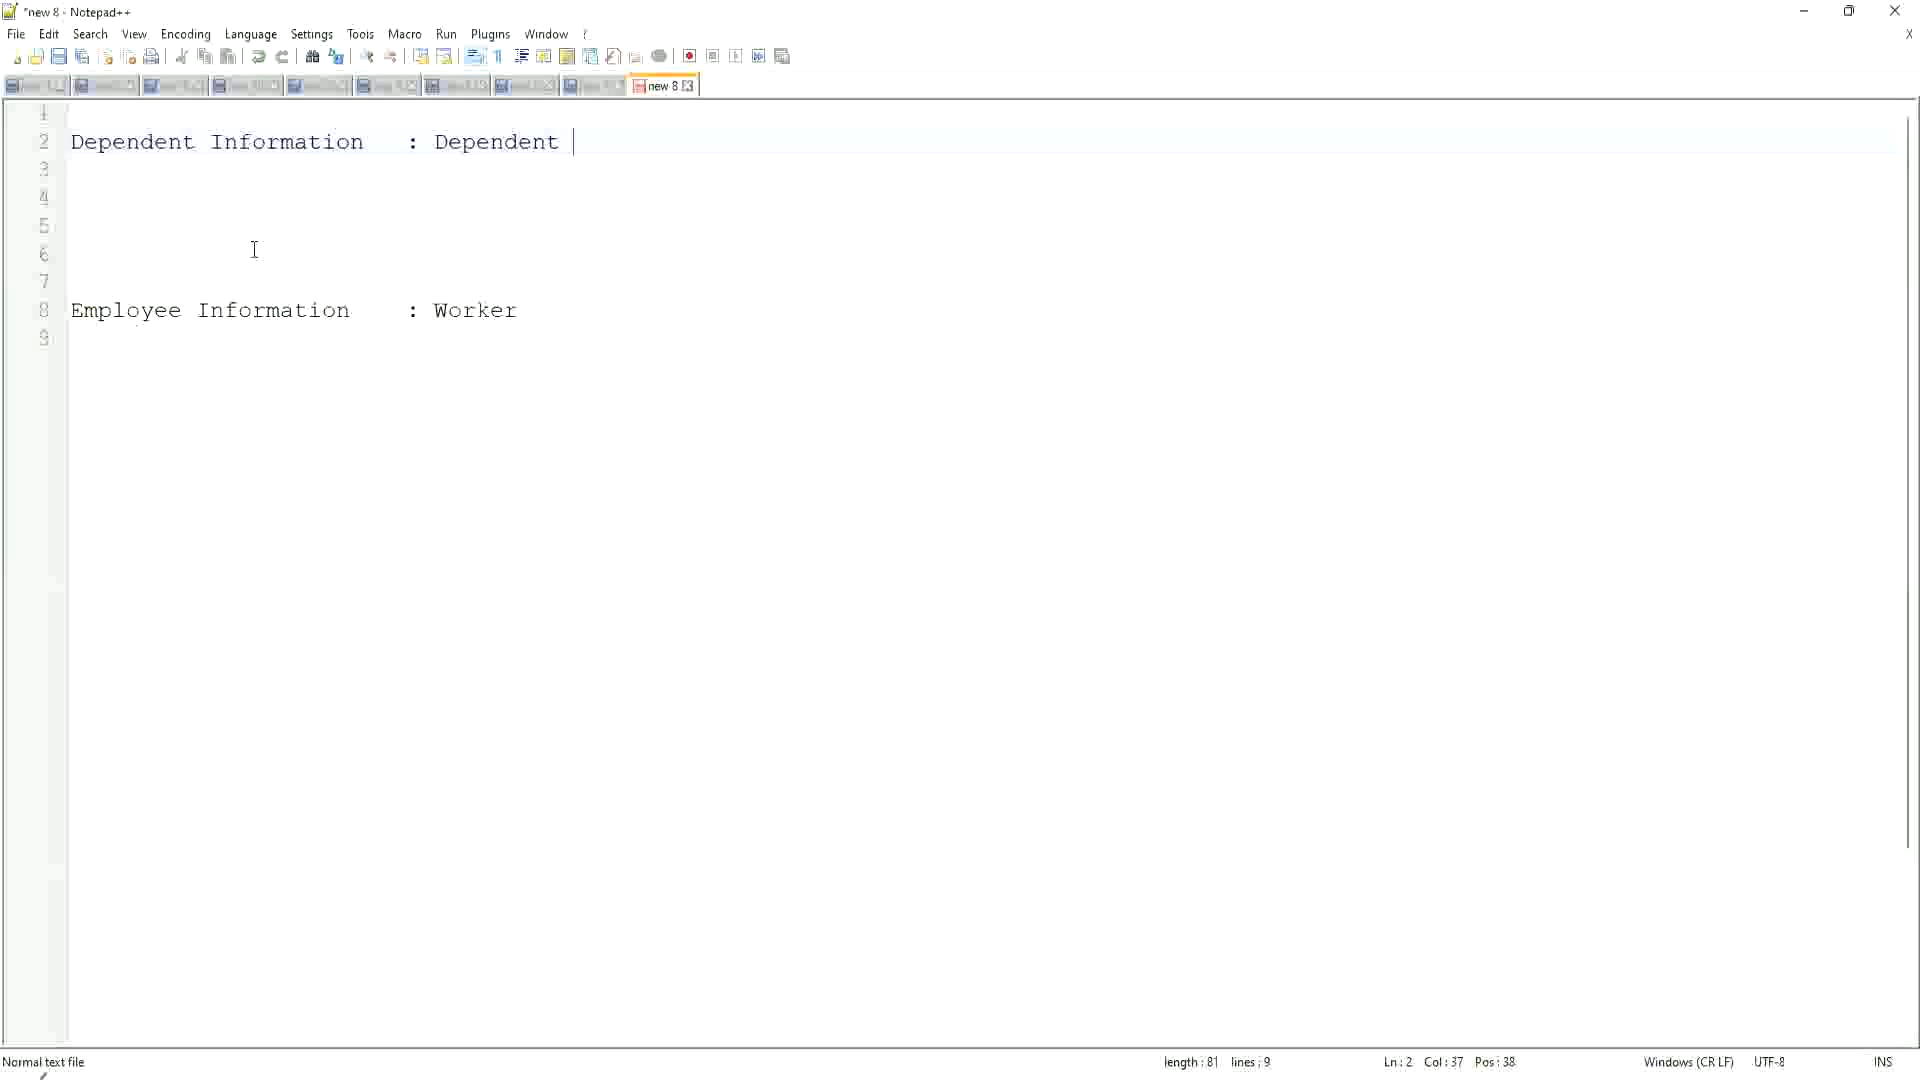 *new 8 - Notepad++
File Edit Search View Encoding Language Settings Tools Macro Run Plugins Window ?
X
new 8
1
2 Dependent Information : Dependent
3
4
5
6
7
8 Employee Information : Worker
9
Normal text file length : 81 lines : 9 Ln : 2 Col : 37 Pos : 38 Windows (CR LF) UTF-8 INS